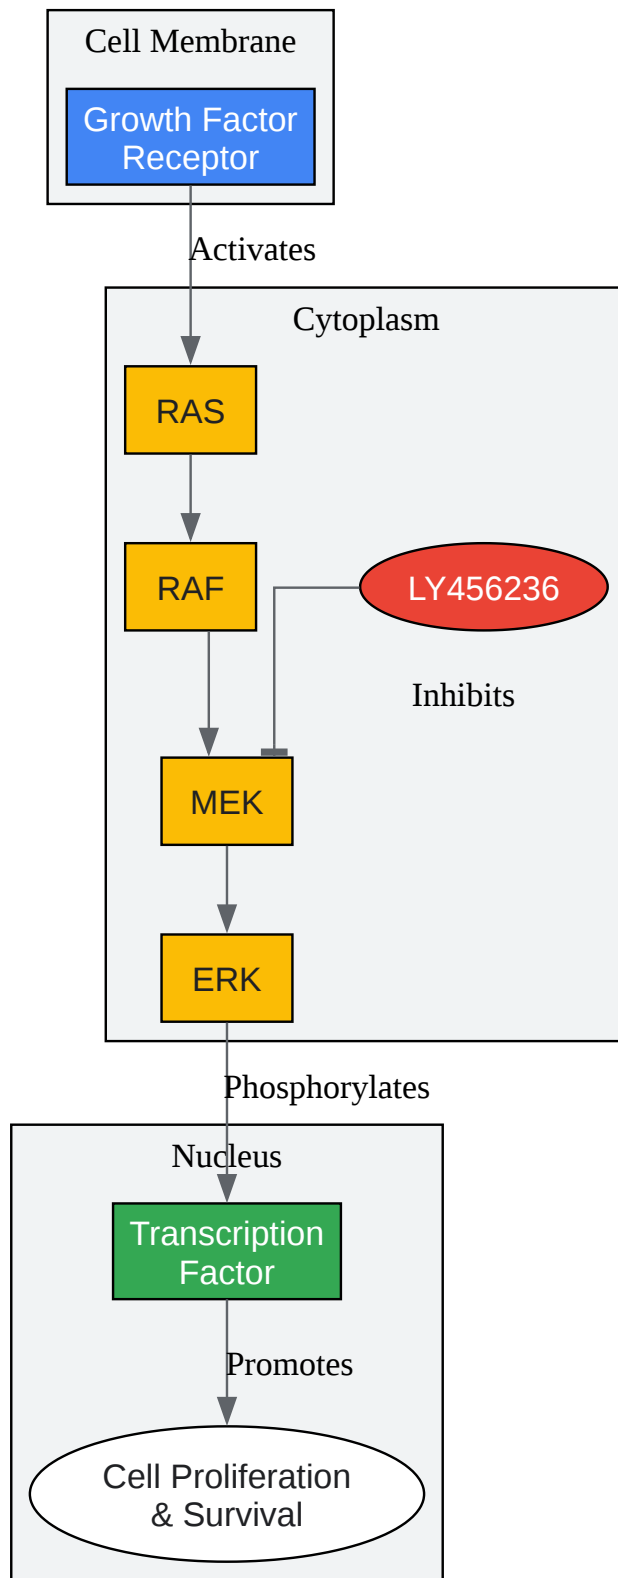 Cell Membrane
Growth Factor
Receptor
Activates
Cytoplasm
RAS
RAF
LY456236
Inhibits
MEK
ERK
Phosphorylates
Nucleus
Transcription
Factor
Promotes
Cell Proliferation
& Survival